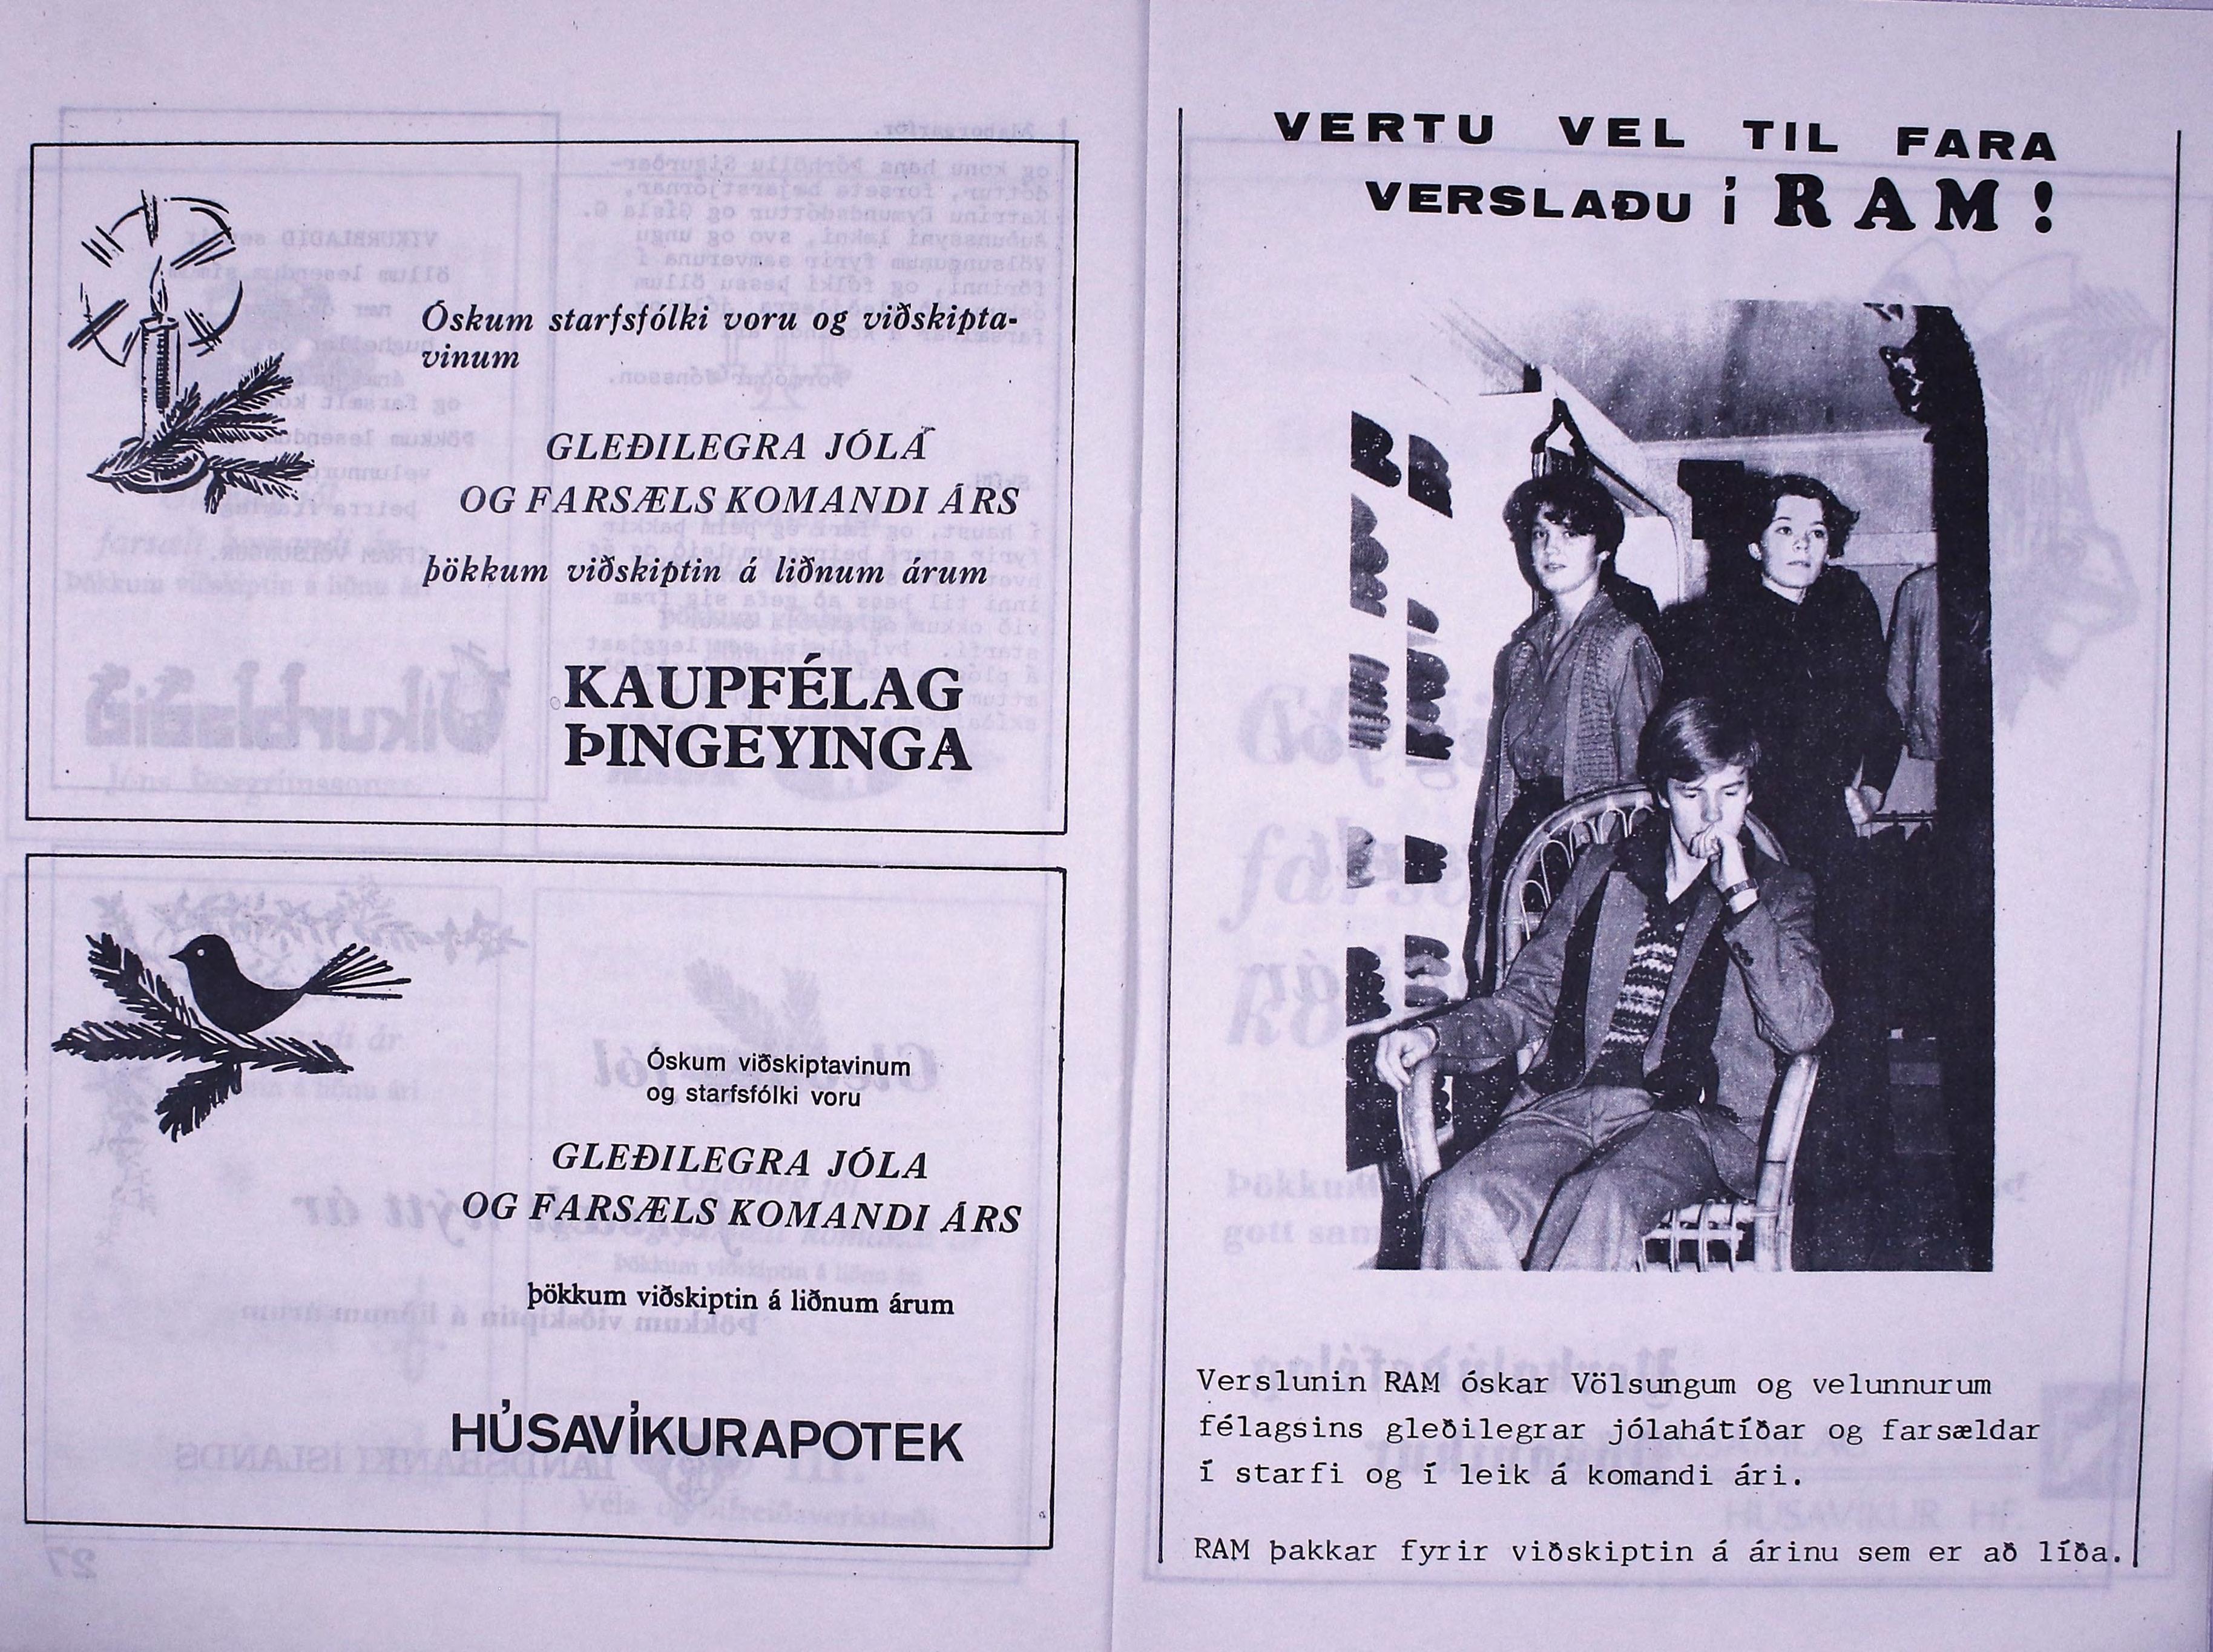 Óskum starfsfólki voru og viðskipta-
vinum
GLEÐILEGRA JÓLA
OG FARSÆLS KOMANDI ÁRS
þökkum viðskiptin á liðnum árum
KAUPFÉLAG
ÞINGEYINGA
Óskum viðskiptavinum
og starfsfólki voru
GLEÐILEGRA JÓLA
OG FARSÆLS KOMANDI ÁRS
þökkum viðskiptin á liðnum árum
HÚSAVÍKURAPOTEK
VERTU VEL TIL FARA
VERSLAÐU í RAM!
Verslunin RAM óskar Völsungum og velunnurum
félagsins gleðilegrar jólahátíðar og farsældar
í starfi og í leik á komandi ári.
RAM þakkar fyrir viðskiptin á árinu sem er að líða.